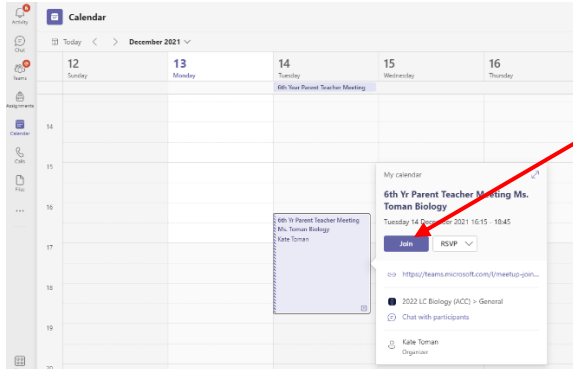 6
Calendar
Activity
Today
December 2021
Chat
12
Sunday
13
Monday
14
Tuesday
15
Wednesday
16
Thursday
Teams
6th Year Parent Teacher Meeting
Assignments
14
Calendar
15
Calls
My calendar
6th Yr Parent Teacher Meeting Ms.
Toman Biology
Files
Tuesday 14 December 2021 16:15 - 18:45
16
6th Yr Parent Teacher Meeting
Ms. Toman Biology
Kate Toman
Join
RSVP
17
https://teams.microsoft.com/l/meetup-join...
18
2022 LC Biology (ACC) > General
Chat with participants
19
Kate Toman
Organiser
20